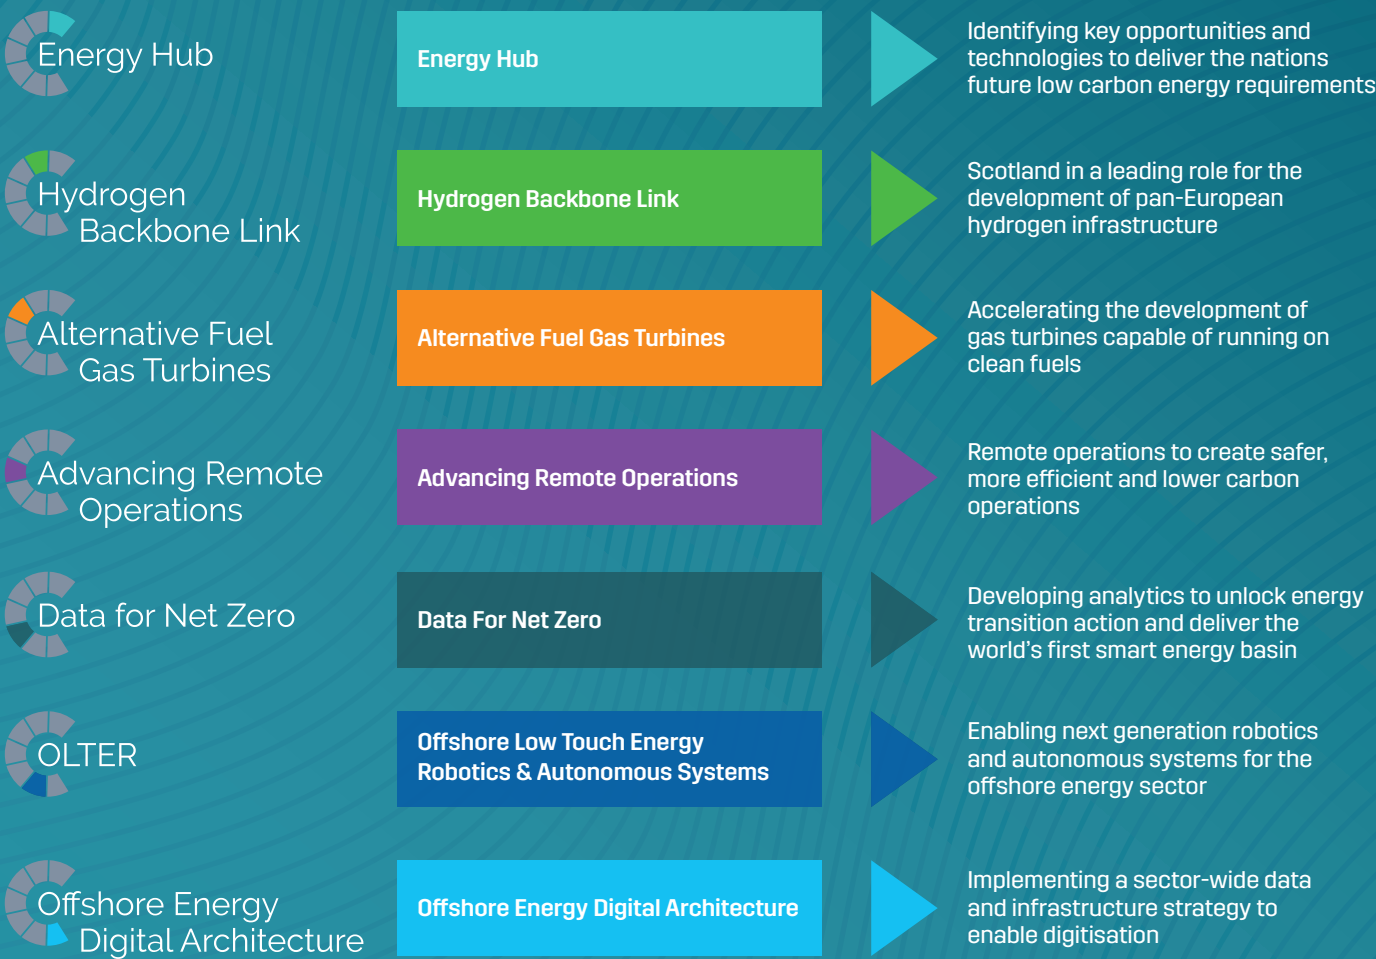 Energy Hub
Energy Hub
Identifying key opportunities and
technologies to deliver the nations
future low carbon energy requirements
Hydrogen
Backbone Link
Hydrogen Backbone Link
Scotland in a leading role for the
development of pan-European
hydrogen infrastructure
Alternative Fuel
Gas Turbines
Alternative Fuel Gas Turbines
Accelerating the development of
gas turbines capable of running on
clean fuels
Advancing Remote
Operations
Advancing Remote Operations
Remote operations to create safer,
more efficient and lower carbon
operations
Data for Net Zero
Data For Net Zero
Developing analytics to unlock energy
transition action and deliver the
world's first smart energy basin
OLTER
Offshore Low Touch Energy
Robotics & Autonomous Systems
Enabling next generation robotics
and autonomous systems for the
offshore energy sector
Offshore Energy
Digital Architecture
Offshore Energy Digital Architecture
Implementing a sector-wide data
and infrastructure strategy to
enable digitisation